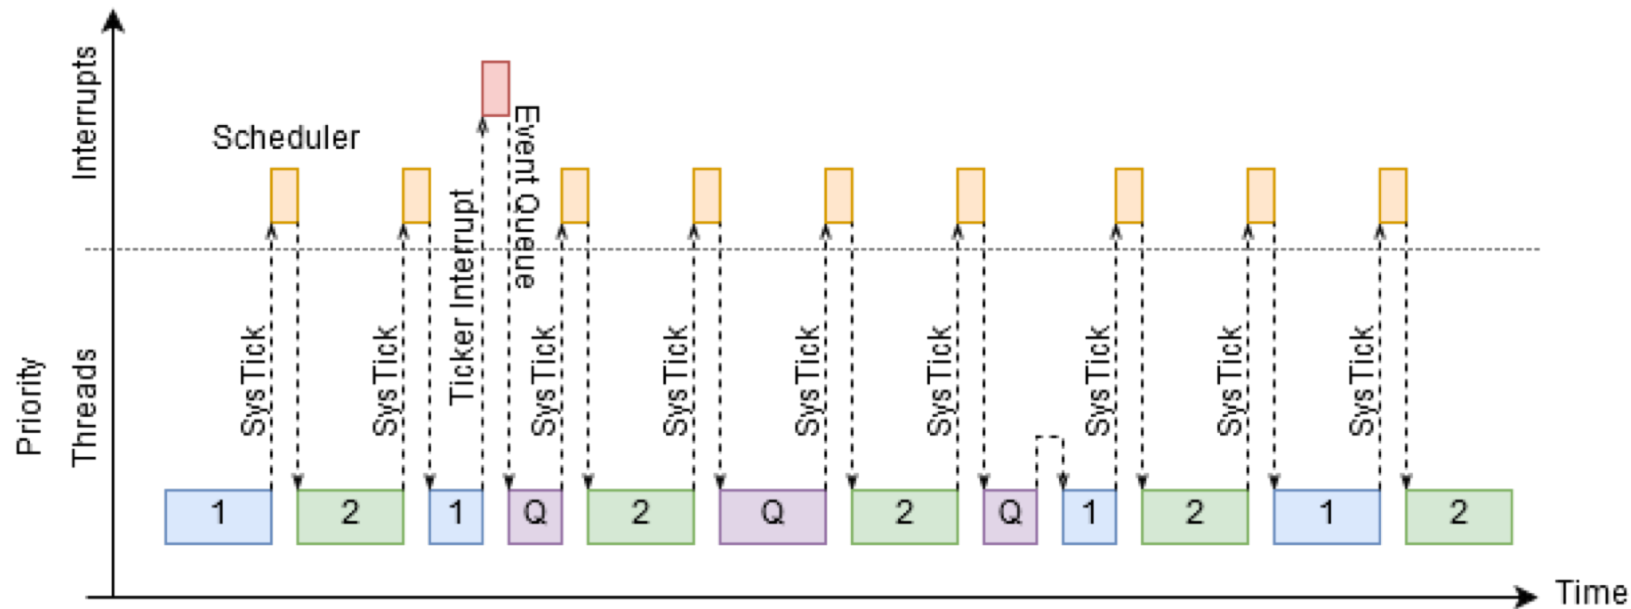 Interrupts
Scheduler
Event Queue
Ticker Interrupt
SysTick
SysTick
SysTick
SysTick
SysTick
SysTick
SysTick
SysTick
SysTick
Priority
Threads
1
2
1
Q
2
Q
2
Q
1
2
1
2
Time